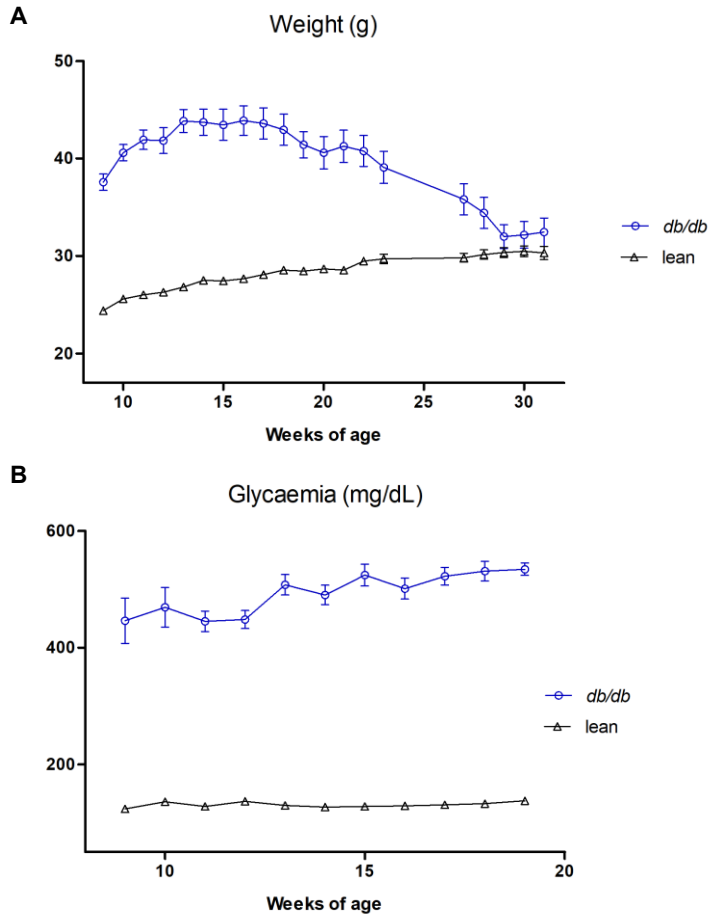 A
Weight (g)
50
40
30
20
10 15 20 25 30
Weeks of age
db/db
lean
B
Glycaemia (mg/dL)
600
400
200
10 15 20
Weeks of age
db/db
lean